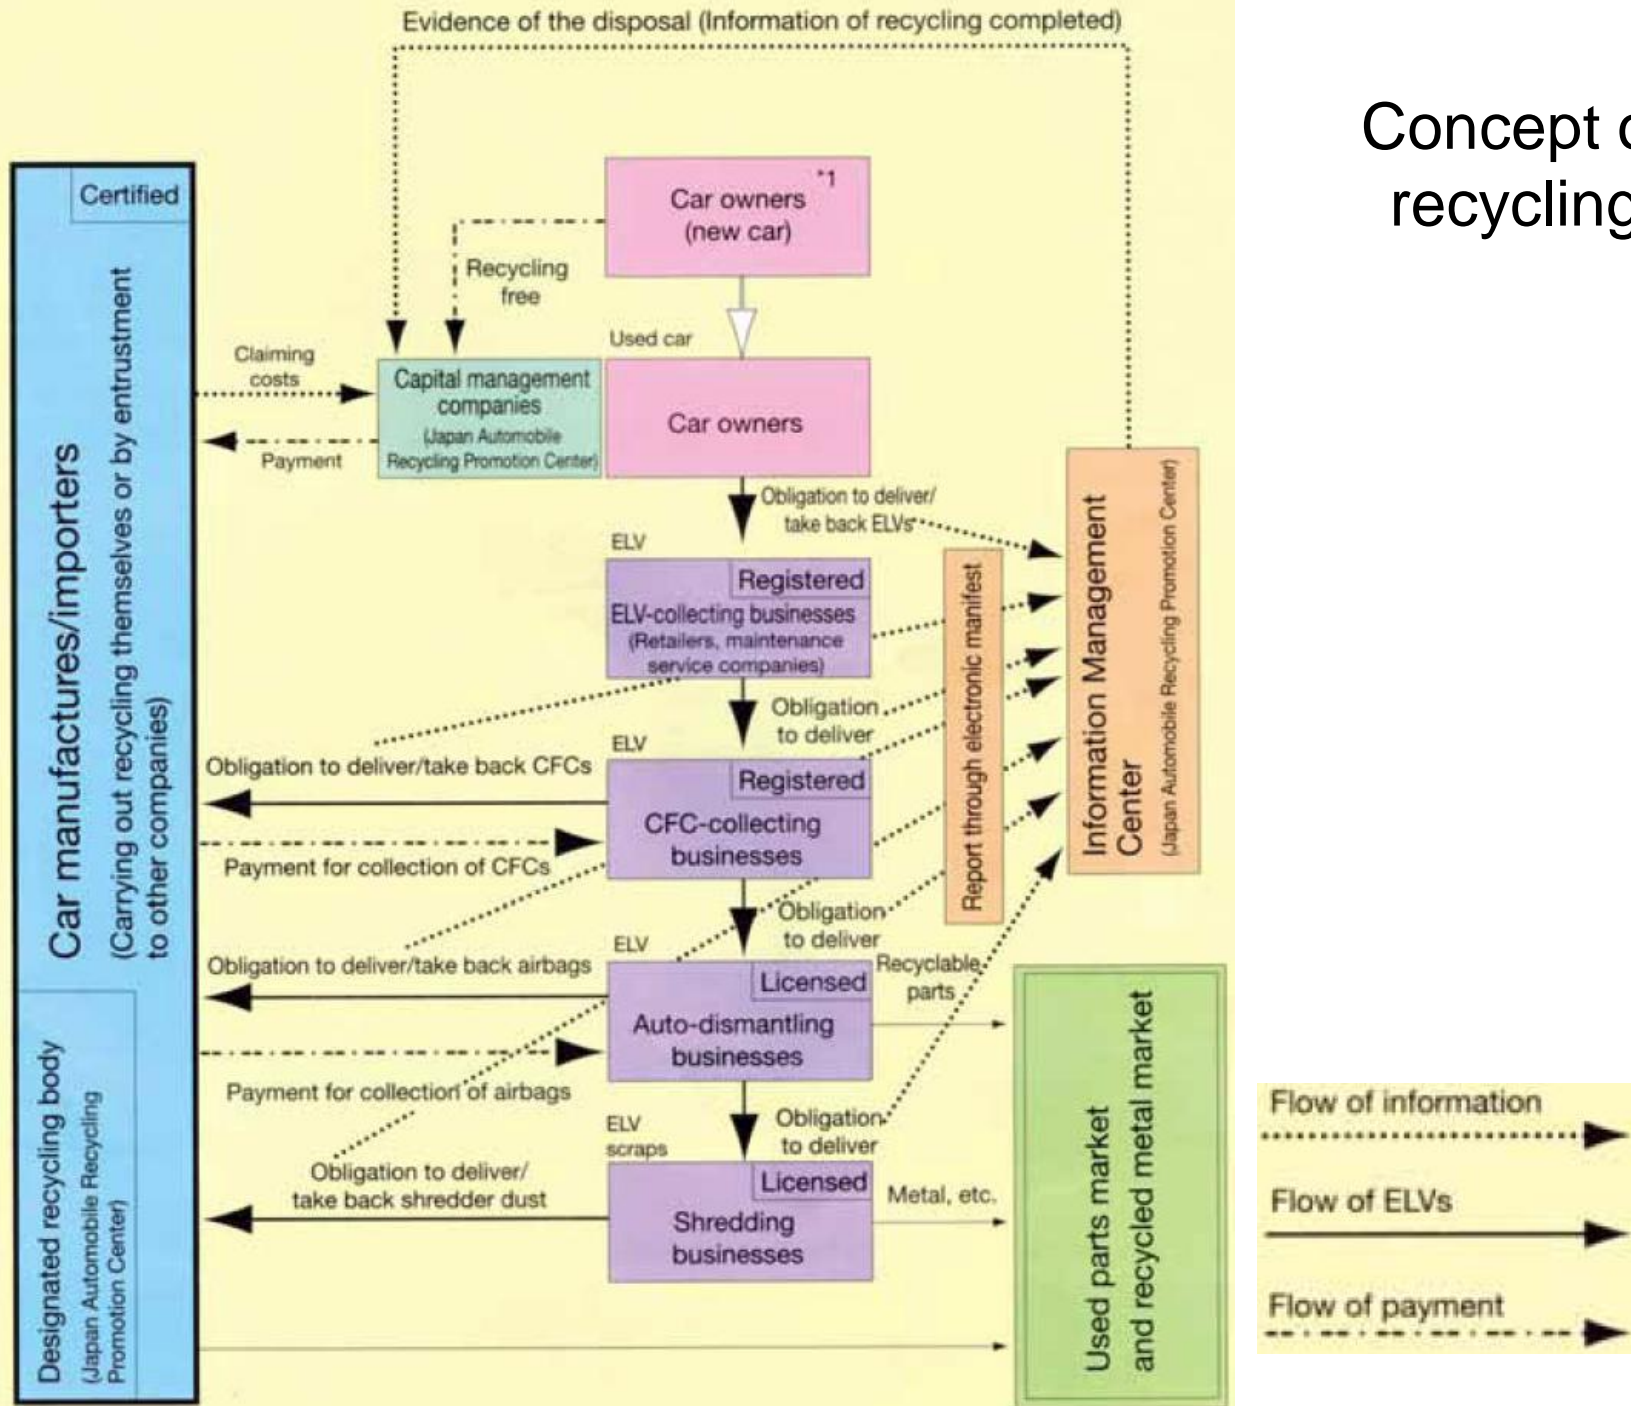 Evidence of the disposal (Information of recycling completed)
Concept
recycling
Certified
Car manufactures/importers
(Carrying out recycling themselves or by entrustment
to other companies)
Designated recycling body
(Japan Automobile Recycling
Promotion Center)
Car owners *1
(new car)
Recycling
free
Used car
Claiming
costs
Payment
Capital management
companies
(Japan Automobile
Recycling Promotion Center)
Car owners
Obligation to deliver/
take back ELVs
ELV
Registered
ELV-collecting businesses
(Retailers, maintenance
service companies)
Obligation
to deliver
ELV
Obligation to deliver/take back CFCs
Registered
CFC-collecting
businesses
Payment for collection of CFCs
Obligation
to deliver
ELV
Obligation to deliver/take back airbags
Licensed
Auto-dismantling
businesses
Recyclable
parts
Payment for collection of airbags
Obligation
to deliver
ELV
scraps
Obligation to deliver/
take back shredder dust
Licensed
Shredding
businesses
Metal, etc.
Report through electronic manifest
Information Management
Center
(Japan Automobile Recycling Promotion Center)
Used parts market
and recycled metal market
Flow of information
Flow of ELVs
Flow of payment